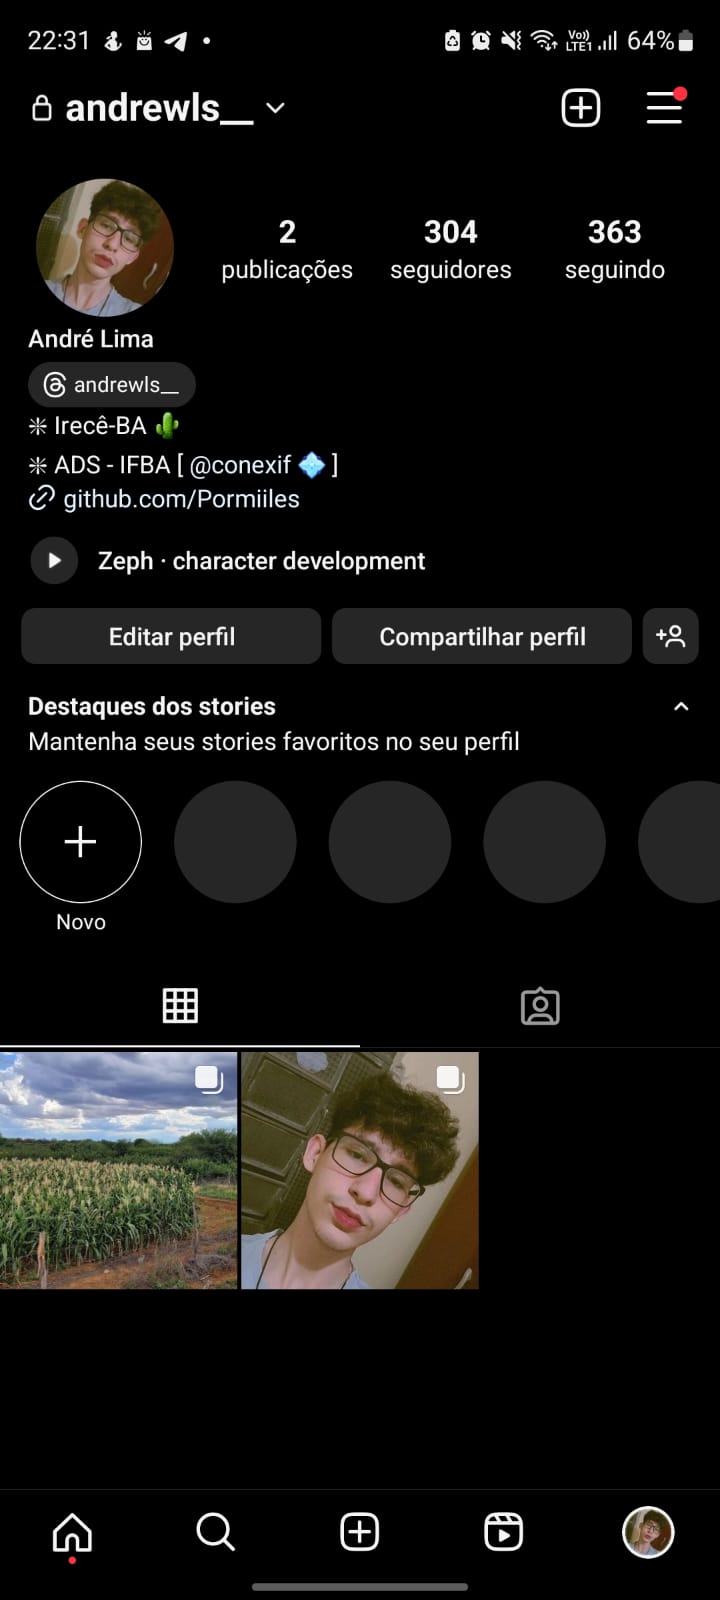 22:31
Vo))
LTE1
64%
andrewls__
2
publicações
304
seguidores
363
seguindo
André Lima
andrewls__
Irecê-BA
ADS - IFBA [ @conexif ]
github.com/Pormiiles
Zeph · character development
Editar perfil
Compartilhar perfil
Destaques dos stories
Mantenha seus stories favoritos no seu perfil
Novo